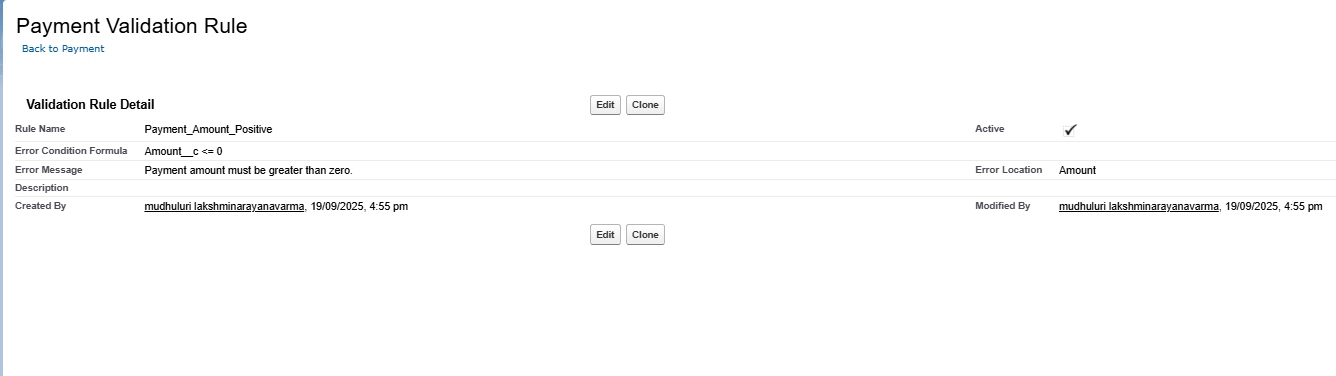 Payment Validation Rule
Back to Payment
Validation Rule Detail Edit Clone
Rule Name Payment_Amount_Positive Active
Error Condition Formula Amount__c <= 0
Error Message Payment amount must be greater than zero. Error Location Amount
Description
Created By mudhuluri lakshminarayanavarma, 19/09/2025, 4:55 pm Modified By mudhuluri lakshminarayanavarma, 19/09/2025, 4:55 pm
Edit Clone